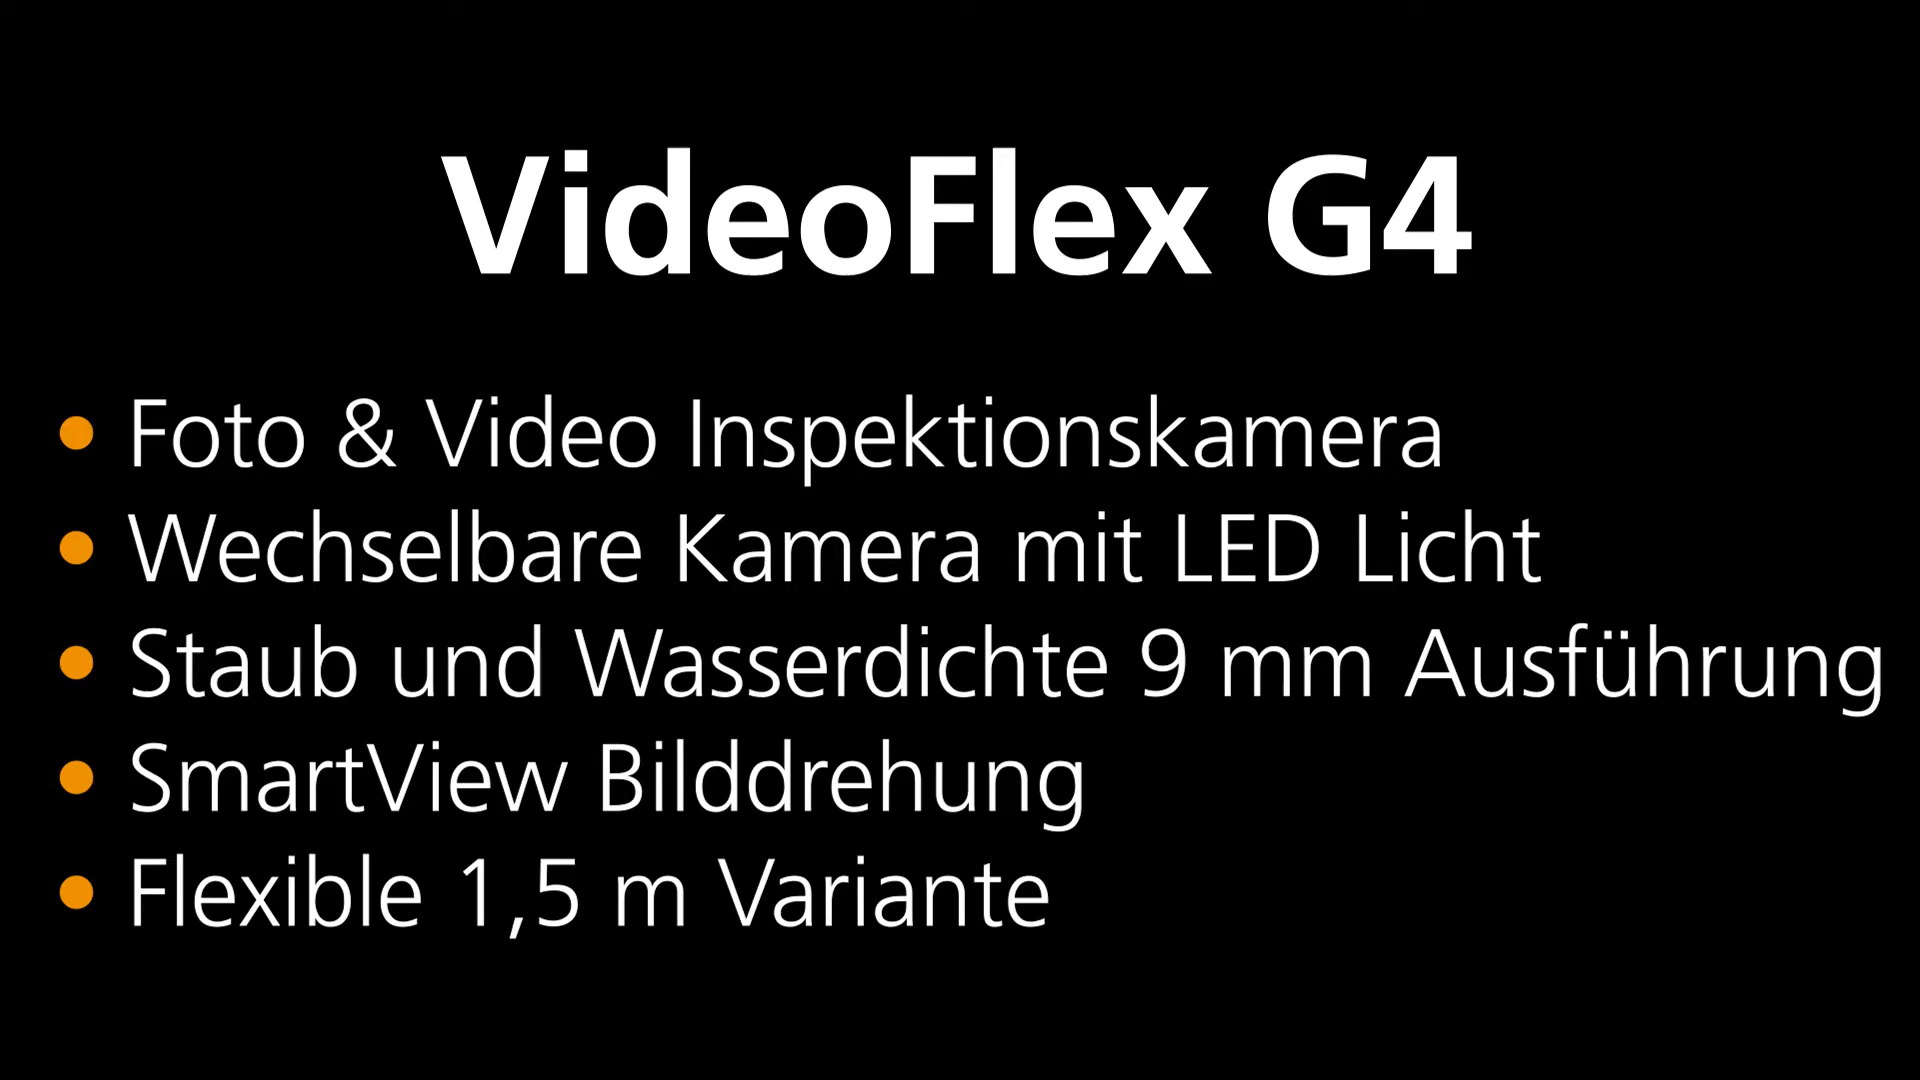 VideoFlex G4
• Foto & Video Inspektionskamera
• Wechselbare Kamera mit LED Licht
• Staub und Wasserdichte 9 mm Ausführung
• SmartView Bilddrehung
• Flexible 1,5 m Variante